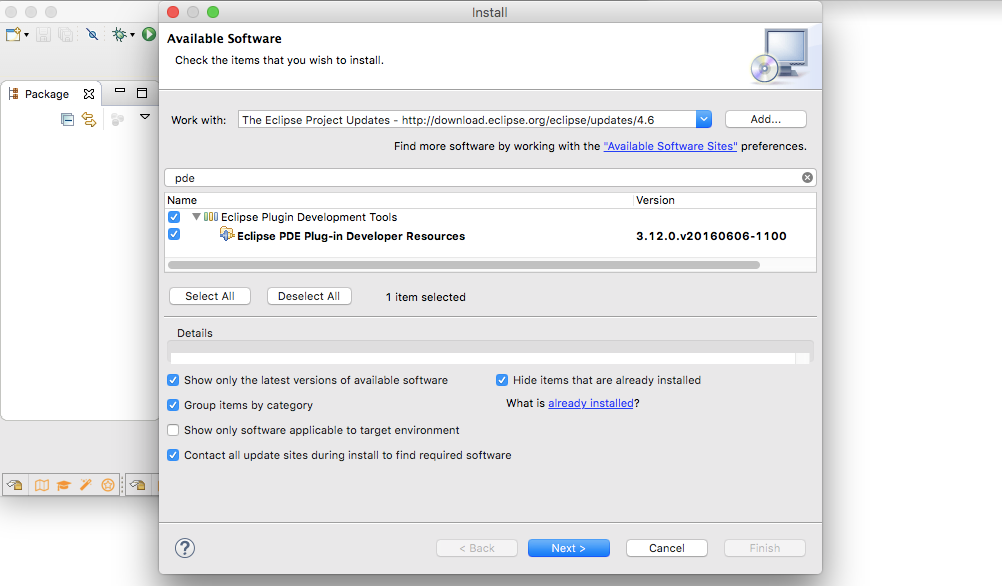 Install
Package
Available Software
Check the items that you wish to install.
Work with: The Eclipse Project Updates - http://download.eclipse.org/eclipse/updates/4.6 Add...
Find more software by working with the "Available Software Sites" preferences.
pde
Name Version
Eclipse Plugin Development Tools
Eclipse PDE Plug-in Developer Resources 3.12.0.v20160606-1100
Select All Deselect All 1 item selected
Details
Show only the latest versions of available software Hide items that are already installed
Group items by category What is already installed?
Show only software applicable to target environment
Contact all update sites during install to find required software
? < Back Next > Cancel Finish